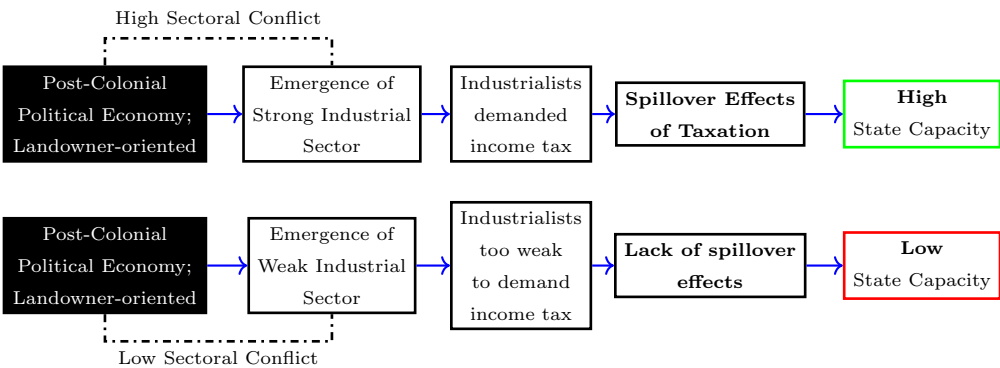 High Sectoral Conflict
Post-Colonial
Political Economy;
Landowner-oriented
Emergence of
Strong Industrial
Sector
Industrialists
demanded
income tax
Spillover Effects
of Taxation
High
State Capacity
Post-Colonial
Political Economy;
Landowner-oriented
Emergence of
Weak Industrial
Sector
Industrialists
too weak
to demand
income tax
Lack of spillover
effects
Low
State Capacity
Low Sectoral Conflict